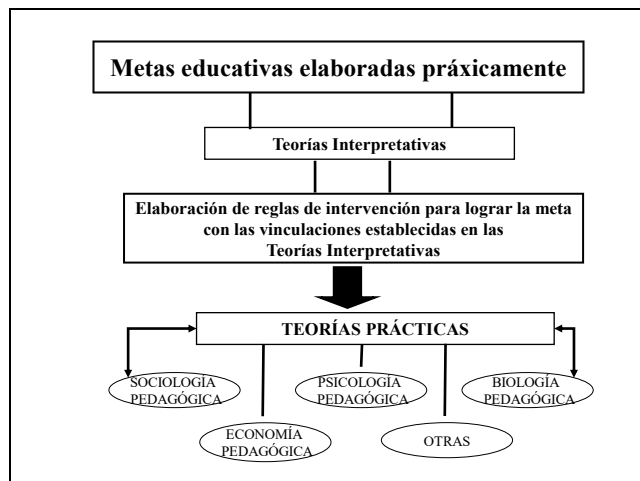 Metas educativas elaboradas práxicamente
Teorías Interpretativas
Elaboración de reglas de intervención para lograr la meta
con las vinculaciones establecidas en las
Teorías Interpretativas
TEORÍAS PRÁCTICAS
SOCIOLOGÍA
PEDAGÓGICA
PSICOLOGÍA
PEDAGÓGICA
BIOLOGÍA
PEDAGÓGICA
ECONOMÍA
PEDAGÓGICA
OTRAS